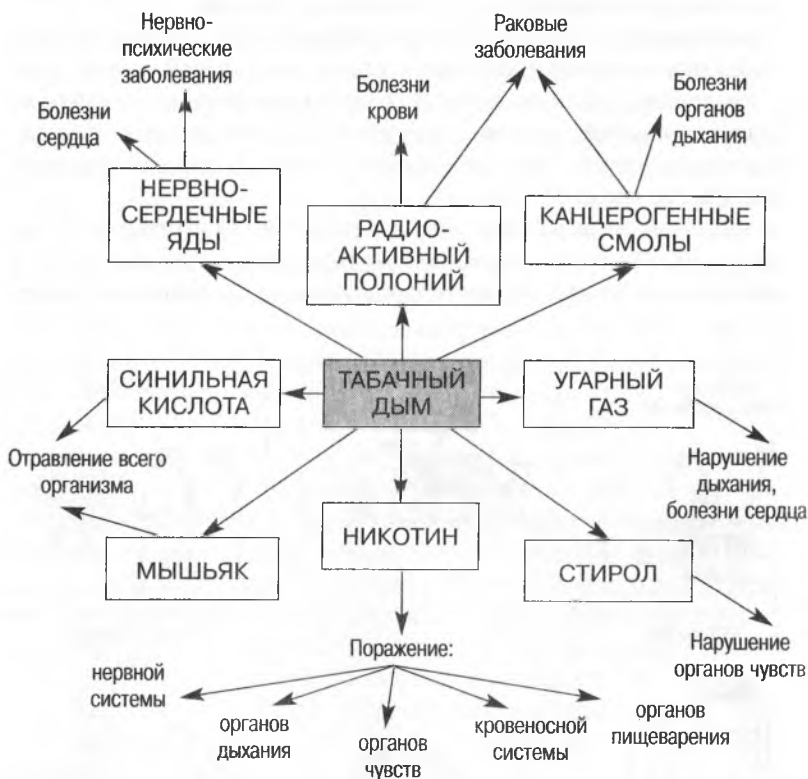 Нервно-
психические
заболевания
Раковые
заболевания
Болезни
сердца
Болезни
крови
Болезни
органов
дыхания
НЕРВНО-
СЕРДЕЧНЫЕ
ЯДЫ
РАДИО-
АКТИВНЫЙ
ПОЛОНИЙ
КАНЦЕРОГЕННЫЕ
СМОЛЫ
СИНИЛЬНАЯ
КИСЛОТА
ТАБАЧНЫЙ
ДЫМ
УГАРНЫЙ
ГАЗ
Отравление всего
организма
Нарушение
дыхания,
болезни сердца
МЫШЬЯК
НИКОТИН
СТИРОЛ
Нарушение
органов чувств
Поражение:
нервной
системы
органов
дыхания
органов
чувств
кровеносной
системы
органов
пищеварения